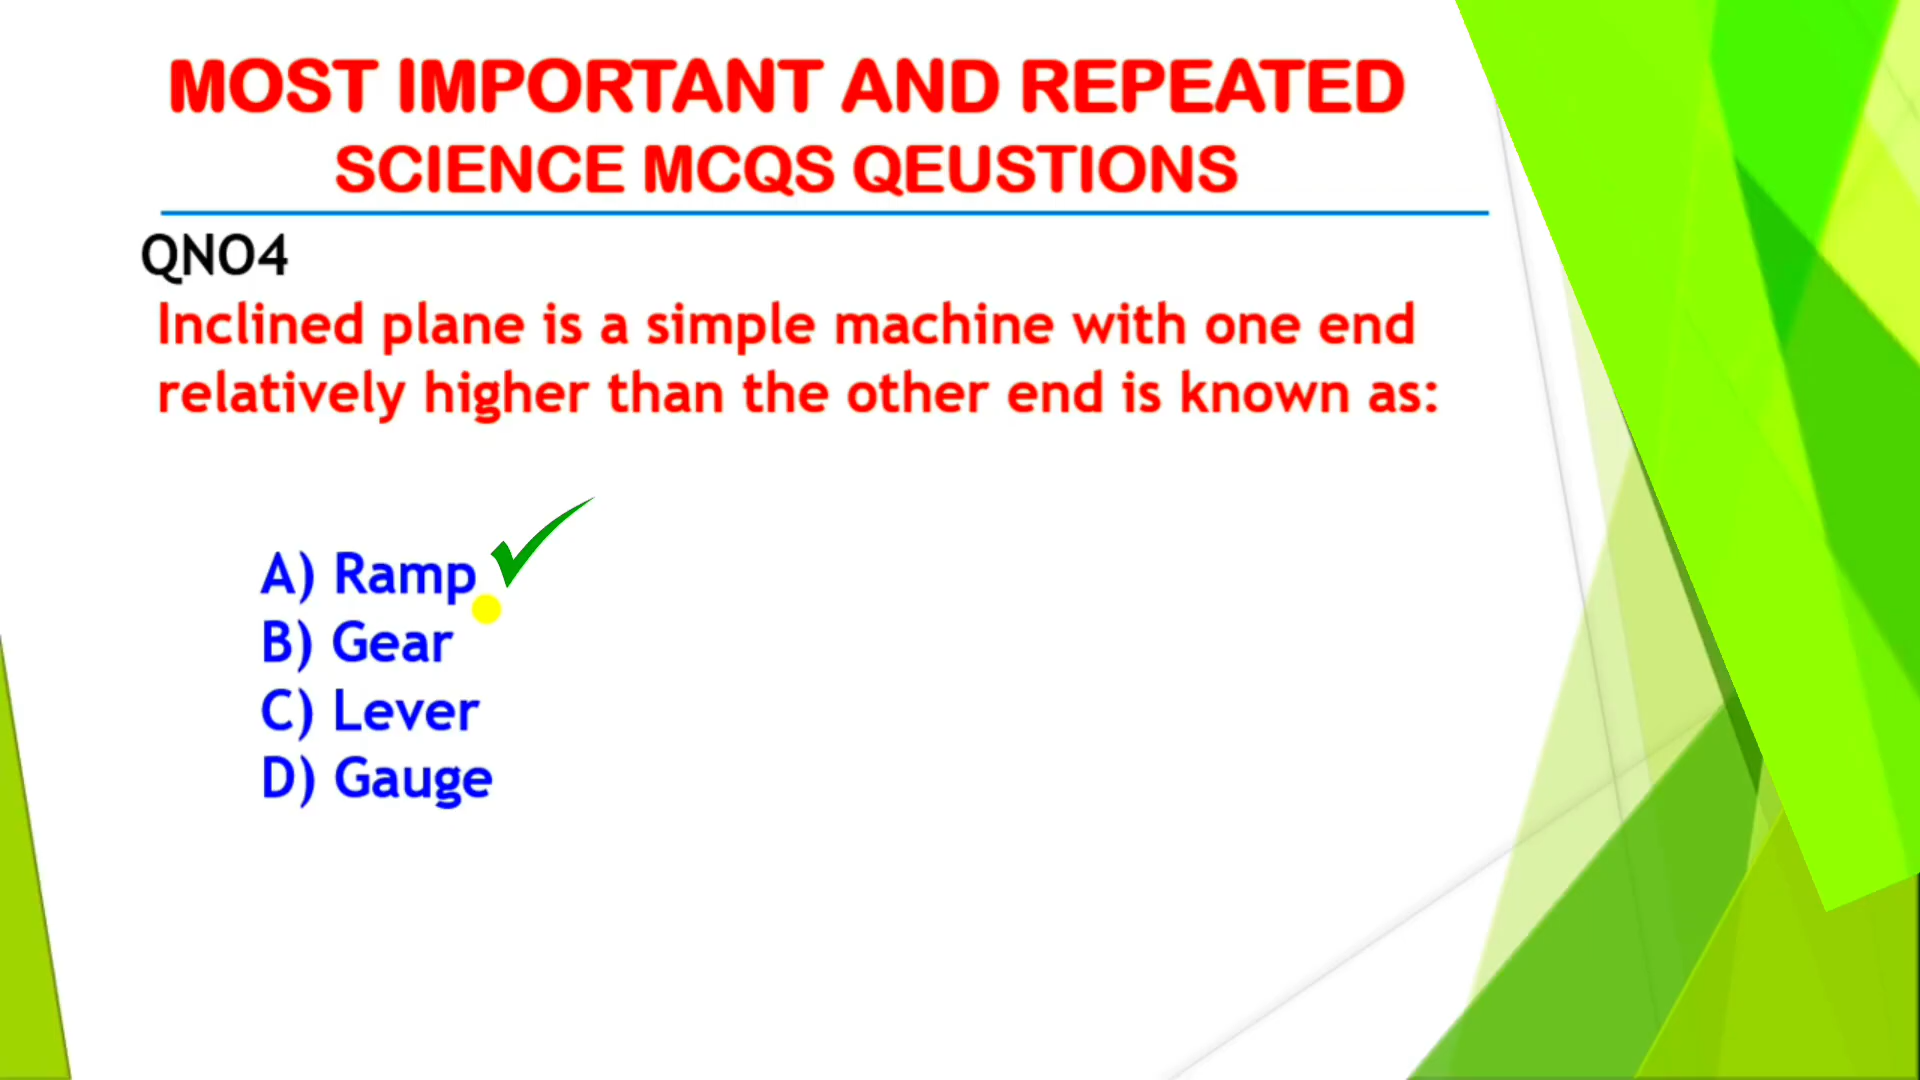 MOST IMPORTANT AND REPEATED
SCIENCE MCQS QEUSTIONS
QNO4
Inclined plane is a simple machine with one end
relatively higher than the other end is known as:
A) Ramp
B) Gear
C) Lever
D) Gauge